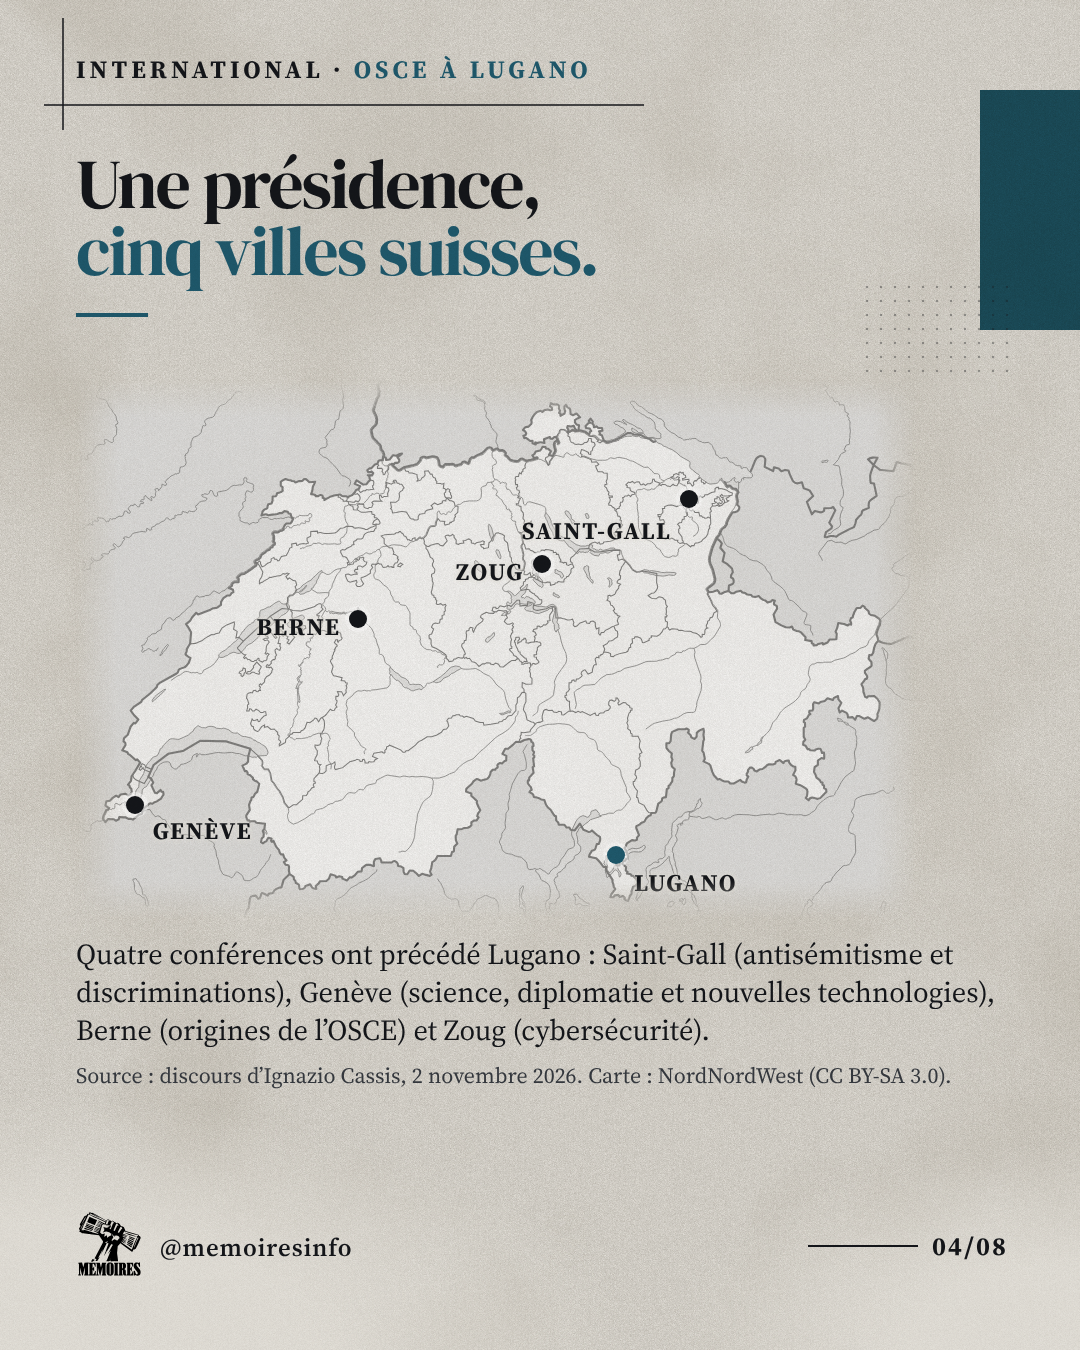 INTERNATIONAL · OSCE À LUGANO
Une présidence,
cinq villes suisses.
SAINT-GALL
ZOUG
BERNE
GENÈVE
LUGANO
Quatre conférences ont précédé Lugano : Saint-Gall (antisémitisme et
discriminations), Genève (science, diplomatie et nouvelles technologies),
Berne (origines de l’OSCE) et Zoug (cybersécurité).
Source : discours d’Ignazio Cassis, 2 novembre 2026. Carte : NordNordWest (CC BY-SA 3.0).
MÉMOIRES
@memoiresinfo
04/08